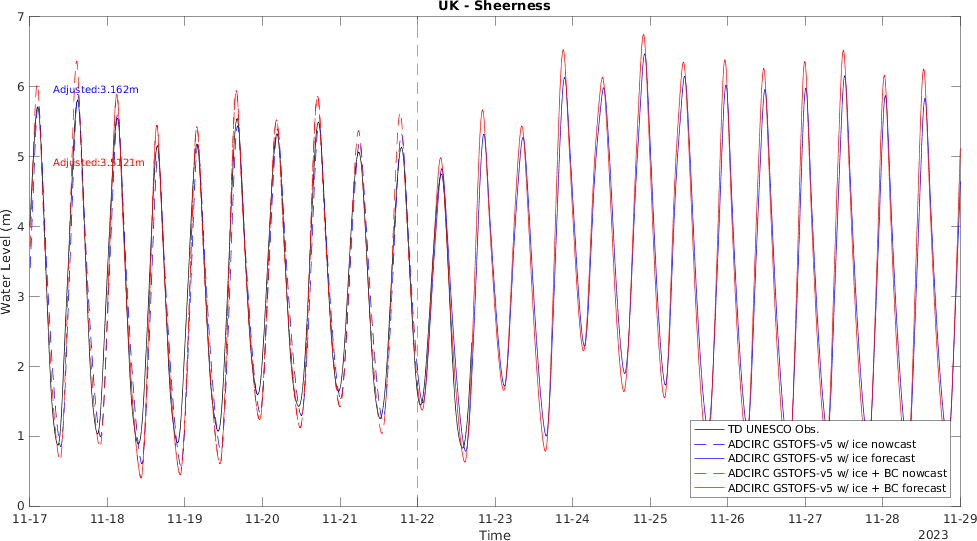 UK - Sheerness
7
6
5
4
3
2
1
0
Water Level (m)
Adjusted:3.162m
Adjusted:3.5121m
TD UNESCO Obs.
ADCIRC GSTOFS-v5 w/ ice nowcast
ADCIRC GSTOFS-v5 w/ ice forecast
ADCIRC GSTOFS-v5 w/ ice + BC nowcast
ADCIRC GSTOFS-v5 w/ ice + BC forecast
11-17 11-18 11-19 11-20 11-21 11-22 11-23 11-24 11-25 11-26 11-27 11-28 11-29
Time
2023